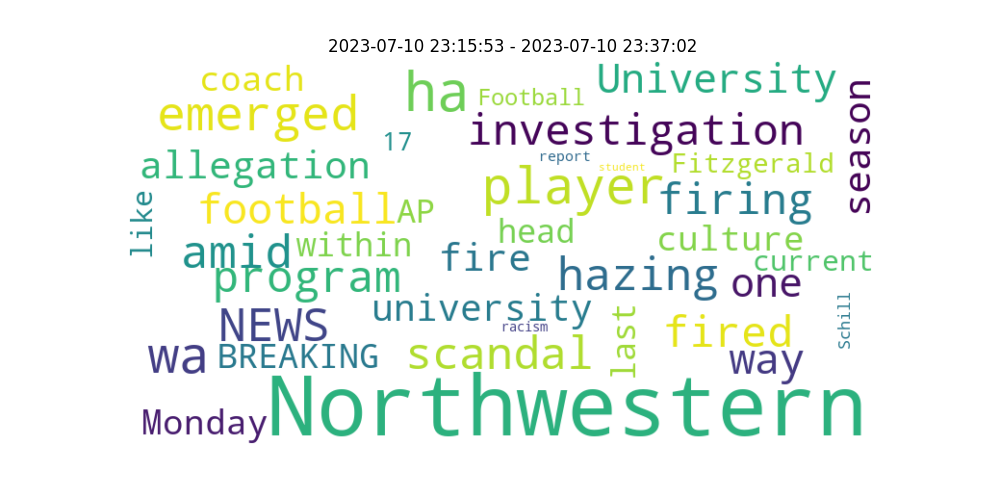 2023-07-10 23:15:53 - 2023-07-10 23:37:02
coach
ha
Football
University
season
emerged
17
investigation
allegation
report
student
Fitzgerald
like
football
AP
player
firing
amid
within
head
culture
program
fire
hazing
one
current
NEWS
university
racism
last
fired
Schill
wa
BREAKING
scandal
way
Monday
Northwestern